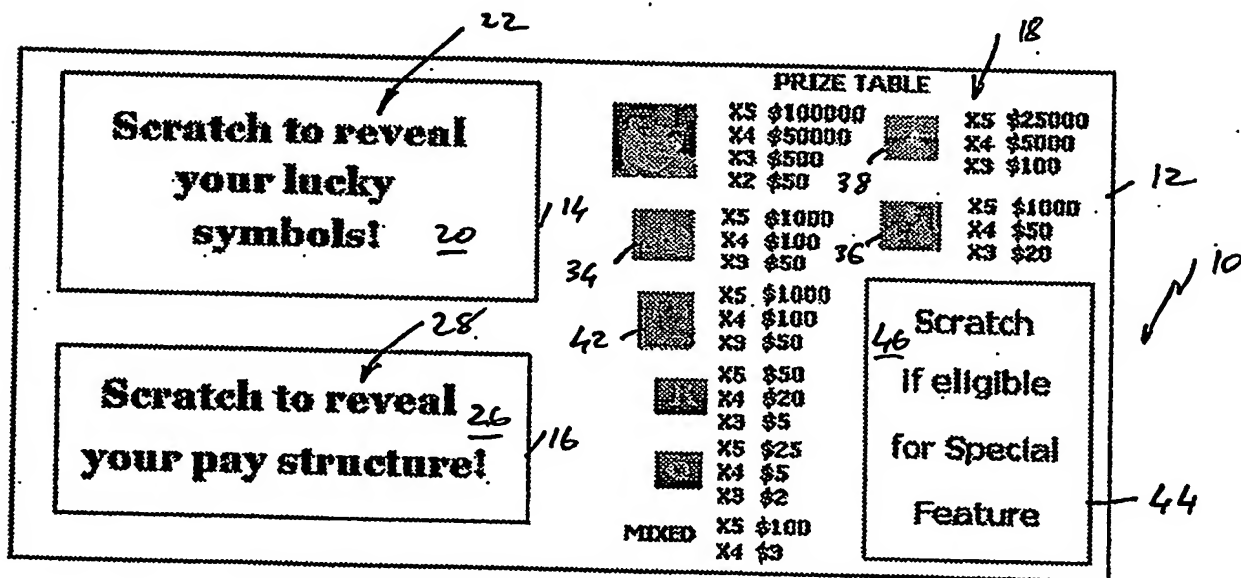 22
18
Scratch to reveal
your lucky
symbols!
20
14
PRIZE TABLE
X5 $100000
X4 $50000
X3 $500
X2 $50
38
X5 $25000
X4 $5000
X3 $100
12
34
X5 $1000
X4 $100
X3 $50
36
X5 $1000
X4 $50
X3 $20
10
28
Scratch to reveal
26
your pay structure!
16
42
X5 $1000
X4 $100
X3 $50
X5 $50
X4 $20
X3 $5
X5 $25
X4 $5
X3 $2
MIXED
X5 $100
X4 $3
46
Scratch
if eligible
for Special
Feature
44